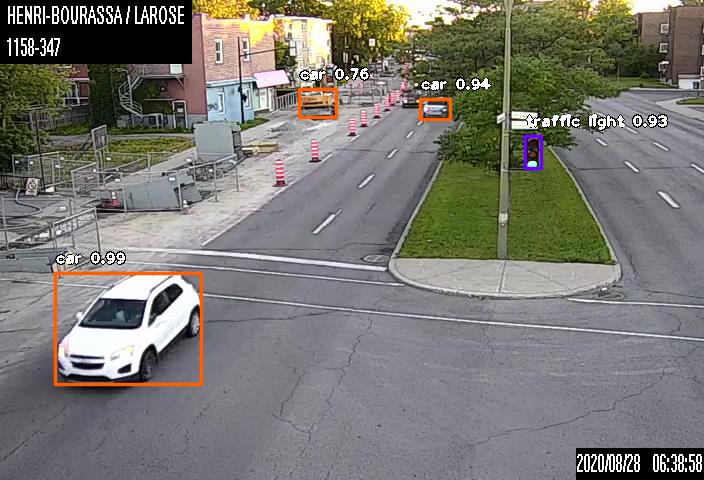 HENRI-BOURASSA / LAROSE
1158-347
car 0.76
car 0.94
traffic light 0.93
car 0.99
2020/08/28 06:38:58